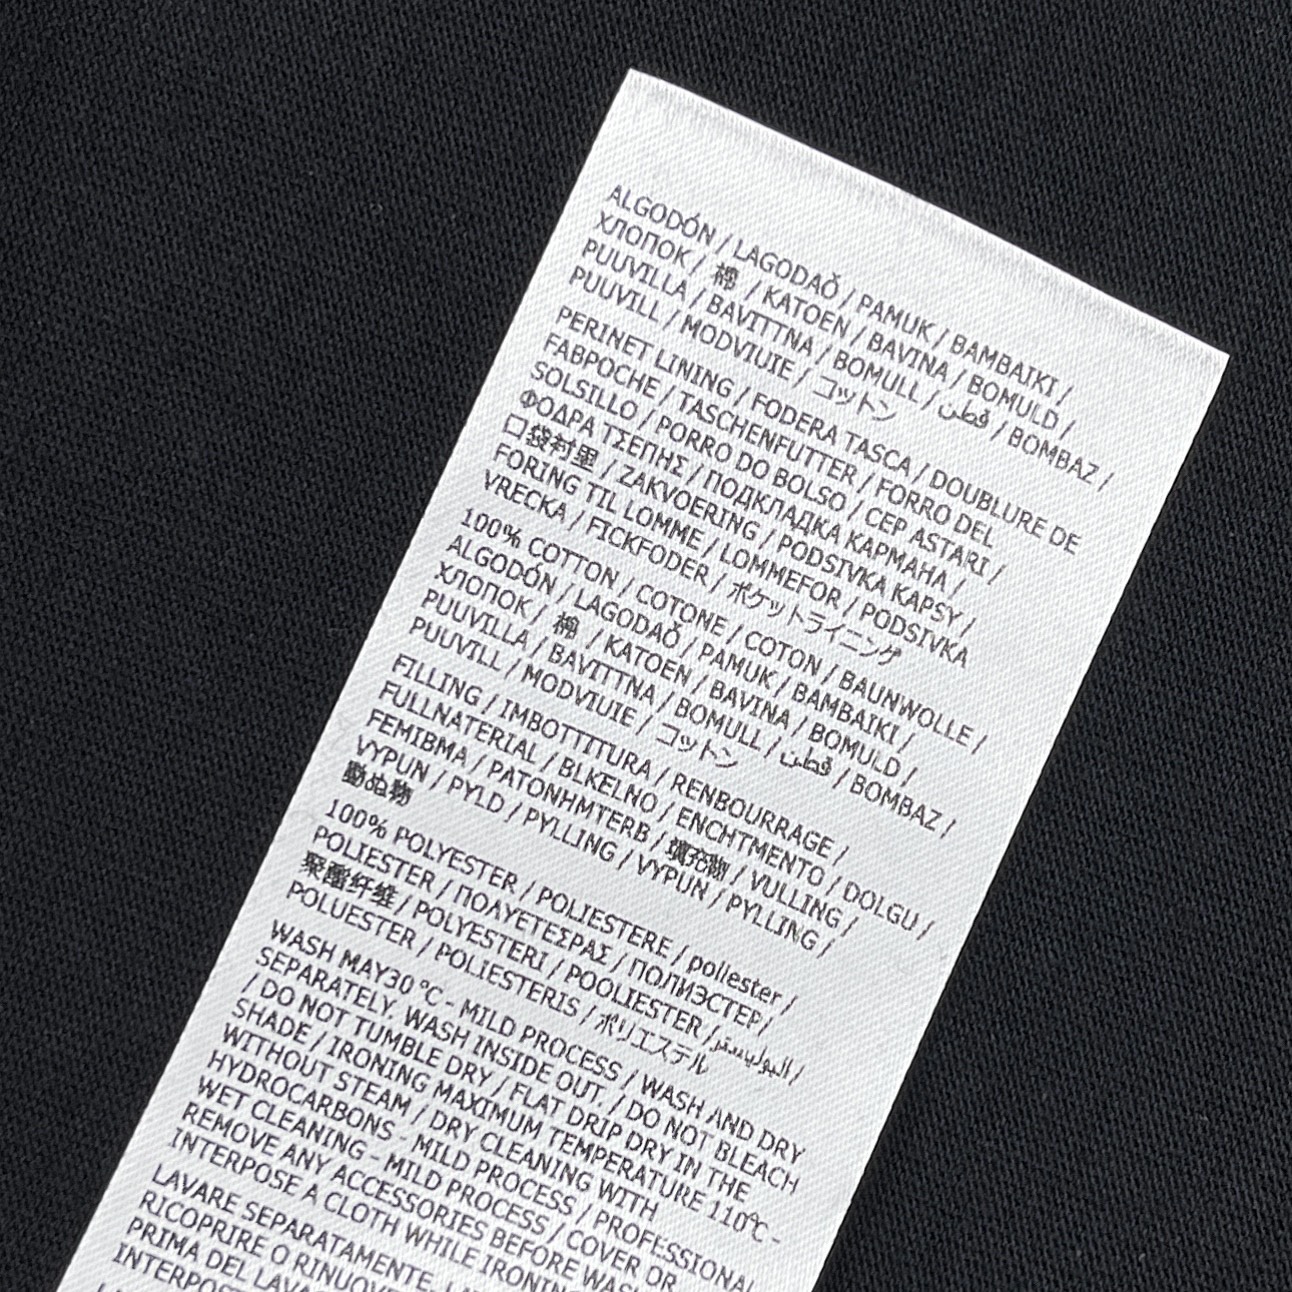 ALGODÓN / LAGODAǑ / PAMUK / BAMBAIKI /
ХЛОПОК / 棉 / KATOEN / BAVINA / BOMULD /
PUUVILLA / BAVITTNA / BOMULL / قطن / BOMBAZ /
PUUVILL / MODVIUIE / コットン
PERINET LINING / FODERA TASCA / DOUBLURE DE
FABPOCHE / TASCHENFUTTER / FORRO DEL
SOLSILLO / PORRO DO BOLSO / CEP ASTARI /
ΦΟΔΡΑ ΤΣΕΠΗΣ / ПОДКЛАДКА КАРМАНА /
口袋衬里 / ZAKVOERING / PODSIVKA KAPSY /
FORING TIL LOMME / LOMMEFOR / PODSIVKA
VRECKA / FICKFODER / ポケットライニング
100% COTTON / COTONE / COTON / BAUNWOLLE /
ALGODÓN / LAGODAǑ / PAMUK / BAMBAIKI /
ХЛОПОК / 棉 / KATOEN / BAVINA / BOMULD /
PUUVILLA / BAVITTNA / BOMULL / قطن / BOMBAZ /
PUUVILL / MODVIUIE / コットン
FILLING / IMBOTTITURA / RENBOURRAGE /
FULLNATERIAL / BLKELNO / ENCHTMENTO / DOLGU /
FEMIBMA / PATONHMTERB / 填充物 / VULLING /
VYPUN / PYLD / PYLLING / VYPUN / PYLLING /
100% POLYESTER / POLIESTERE / poliester /
POLIESTER / ΠΟΛΥΕΤΕΣΡΑΣ / ПОЛИЭСТЕР /
聚酯纤维 / POLYESTERI / POOLIESTER / البوليستر /
POLUESTER / POLIESTERIS / ポリエステル
WASH MAY30 °C - MILD PROCESS / WASH AND DRY
SEPARATELY. WASH INSIDE OUT. / DO NOT BLEACH
/ DO NOT TUMBLE DRY / FLAT DRIP DRY IN THE
SHADE / IRONING MAXIMUM TEMPERATURE 110°C -
WITHOUT STEAM / DRY CLEANING WITH
HYDROCARBONS - MILD PROCESS / PROFESSIONAL
WET CLEANING - MILD PROCESS / COVER OR
REMOVE ANY ACCESSORIES BEFORE
INTERPOSE A CLOTH WHILE
LAVARE SEPARATAMENTE.
RICOPRIRE O
PRIMA DEL